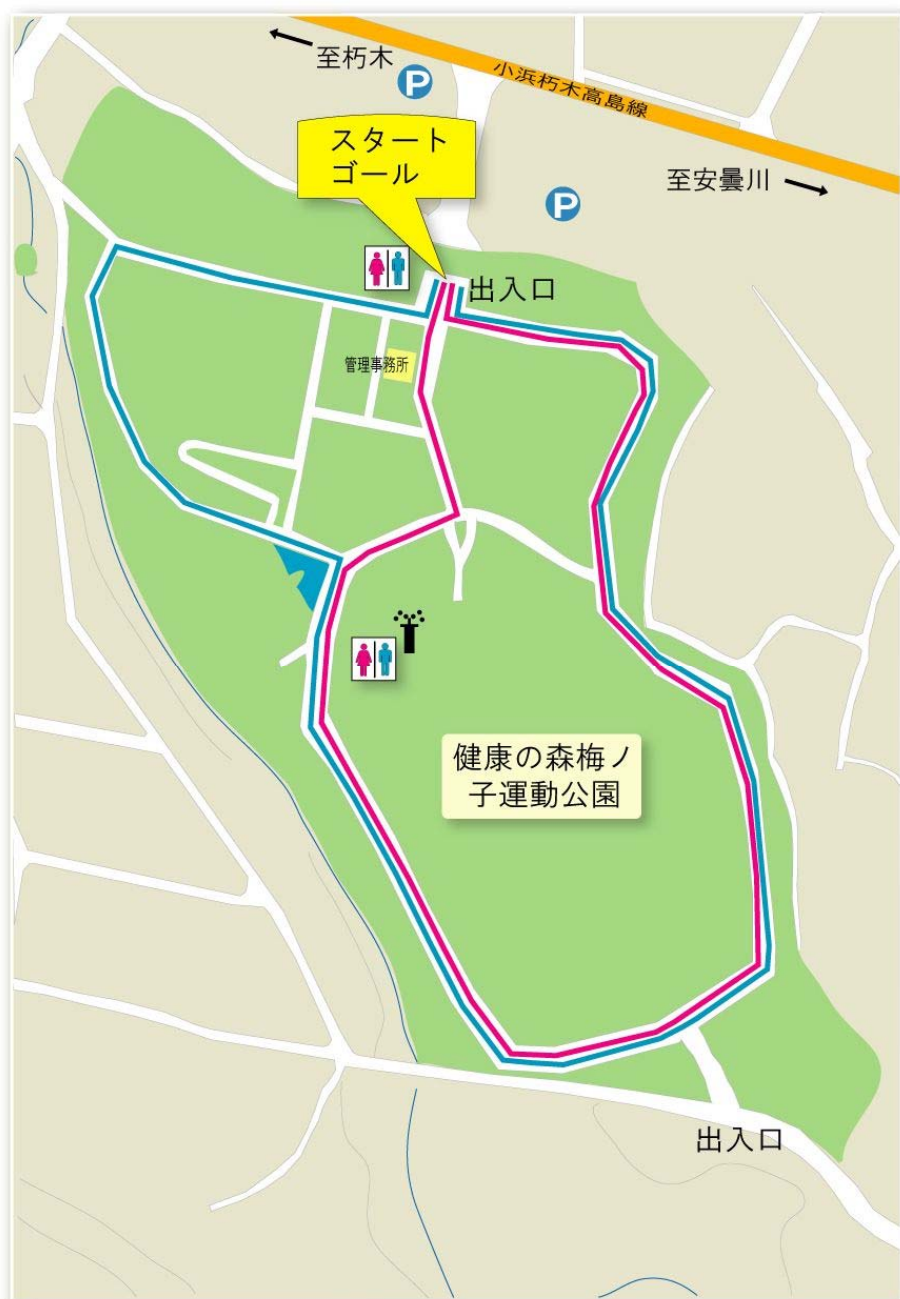 至朽木
P
小浜朽木高島線
スタート
ゴール
至安曇川
P
出入口
管理事務所
健康の森梅ノ
子運動公園
出入口